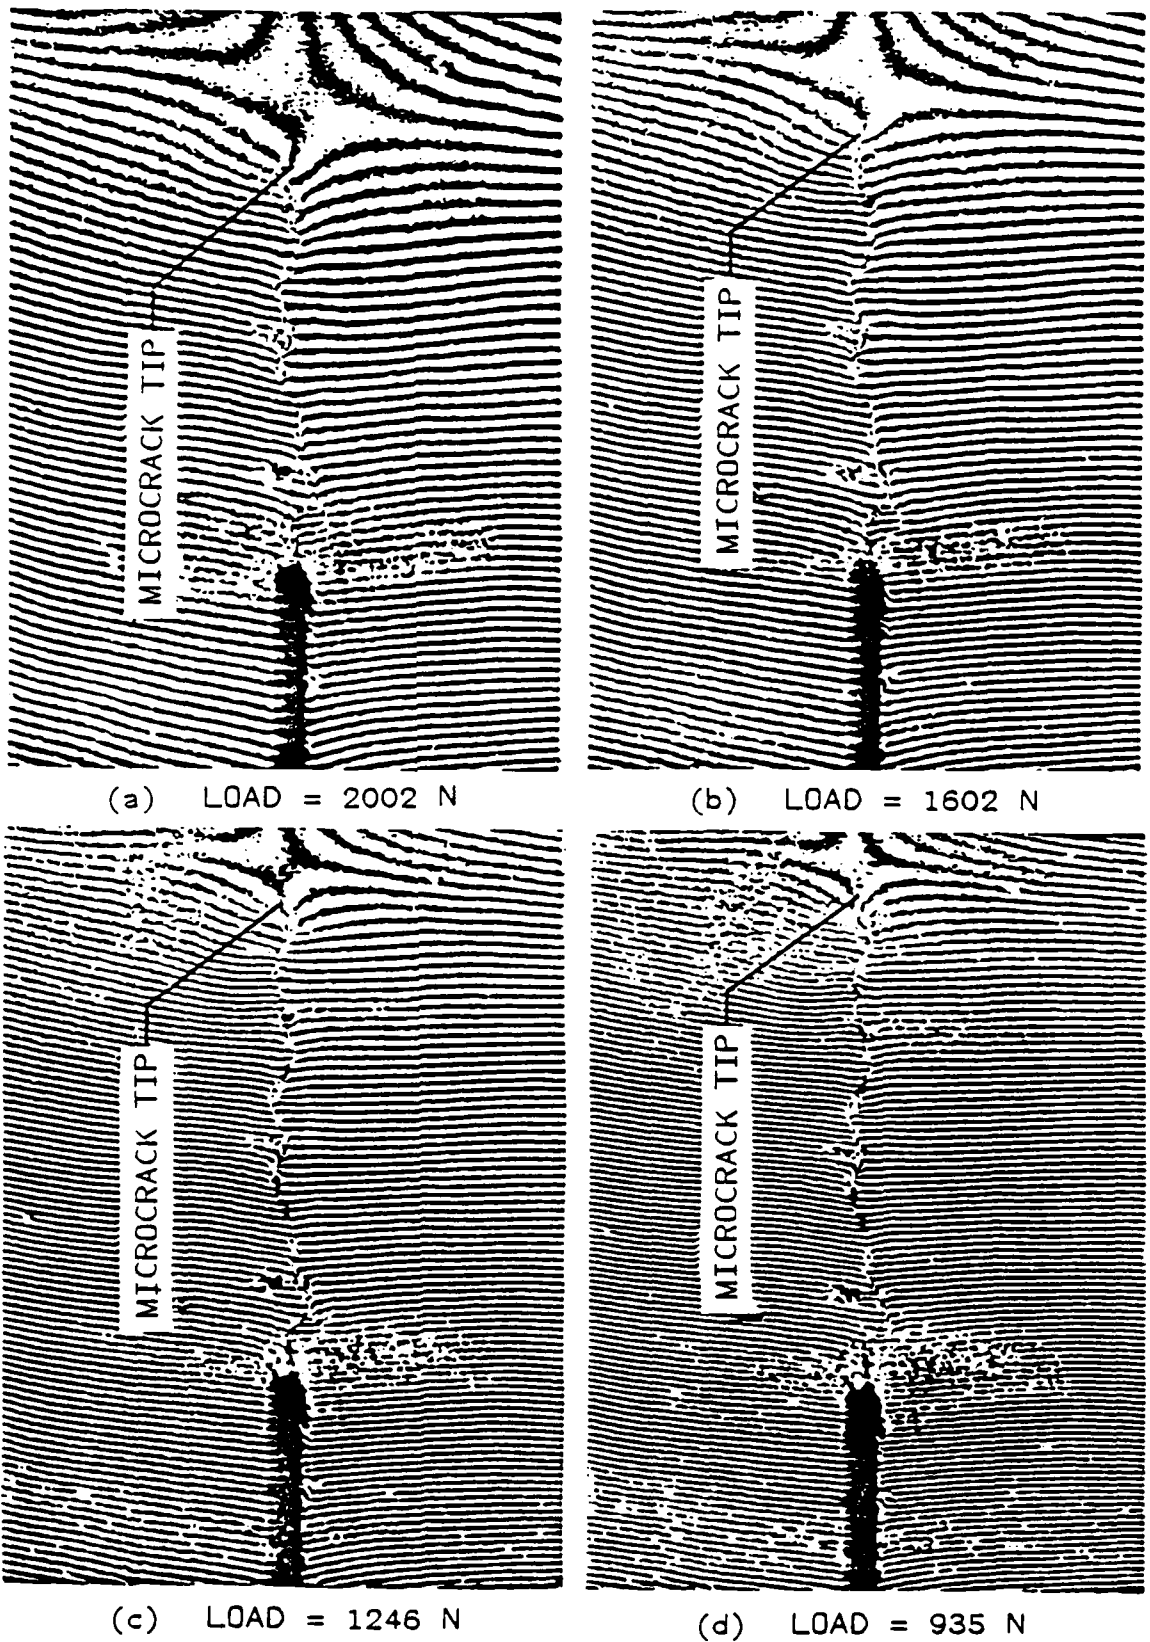 MICROCRACK TIP
MICROCRACK TIP
(a) LOAD = 2002 N
(b) LOAD = 1602 N
MICROCRACK TIP
MICROCRACK TIP
(c) LOAD = 1246 N
(d) LOAD = 935 N